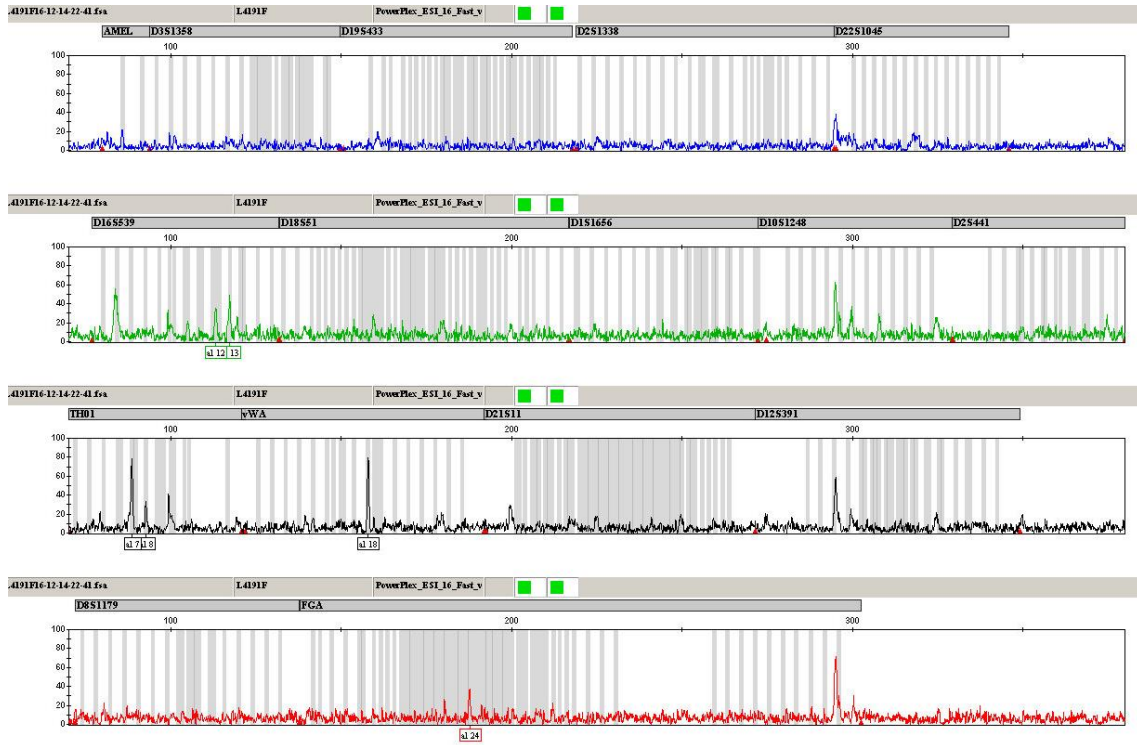 .4191F16-12-14-22-41.fsa L4191F PowerPlex_ESI_16_Fast_v
AMEL D3S1358 D19S433 D2S1338 D22S1045
100 200 300
100
80
60
40
20
0
.4191F16-12-14-22-41.fsa L4191F PowerPlex_ESI_16_Fast_v
D16S539 D18S51 D1S1656 D10S1248 D2S441
100 200 300
100
80
60
40
20
0
al 12 13
.4191F16-12-14-22-41.fsa L4191F PowerPlex_ESI_16_Fast_v
TH01 vWA D21S11 D12S391
100 200 300
100
80
60
40
20
0
al 7 al 8 al 18
.4191F16-12-14-22-41.fsa L4191F PowerPlex_ESI_16_Fast_v
D8S1179 FGA
100 200 300
100
80
60
40
20
0
al 24